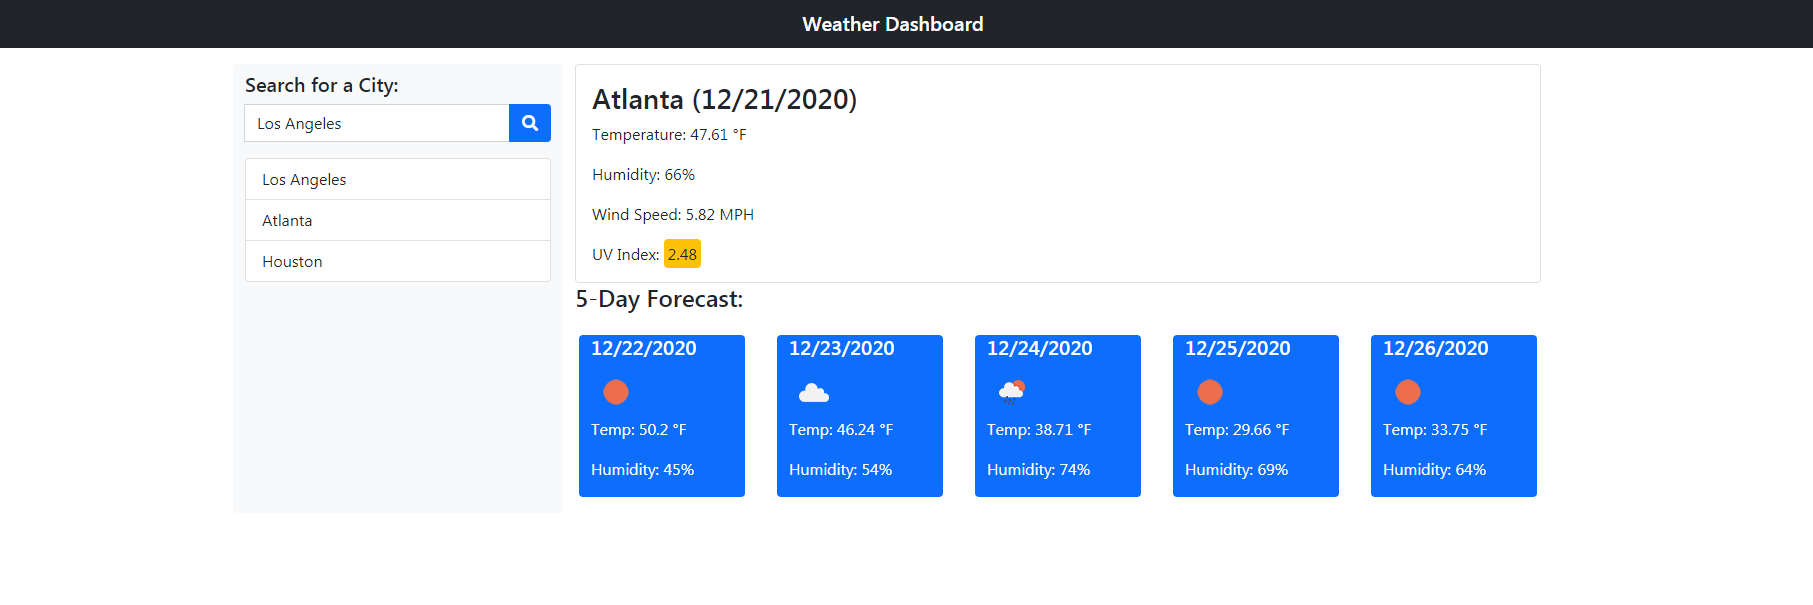 Weather Dashboard
Search for a City:
Los Angeles
Los Angeles
Atlanta
Houston
Atlanta (12/21/2020)
Temperature: 47.61 °F
Humidity: 66%
Wind Speed: 5.82 MPH
UV Index: 2.48
5-Day Forecast:
12/22/2020
Temp: 50.2 °F
Humidity: 45%
12/23/2020
Temp: 46.24 °F
Humidity: 54%
12/24/2020
Temp: 38.71 °F
Humidity: 74%
12/25/2020
Temp: 29.66 °F
Humidity: 69%
12/26/2020
Temp: 33.75 °F
Humidity: 64%